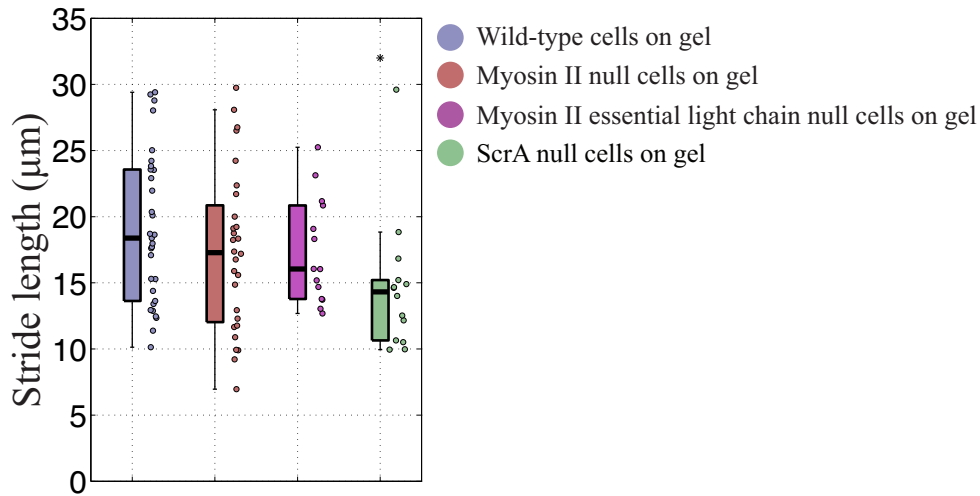 Stride length (μm)
35
30
25
20
15
10
5
0
*
Wild-type cells on gel
Myosin II null cells on gel
Myosin II essential light chain null cells on gel
ScrA null cells on gel